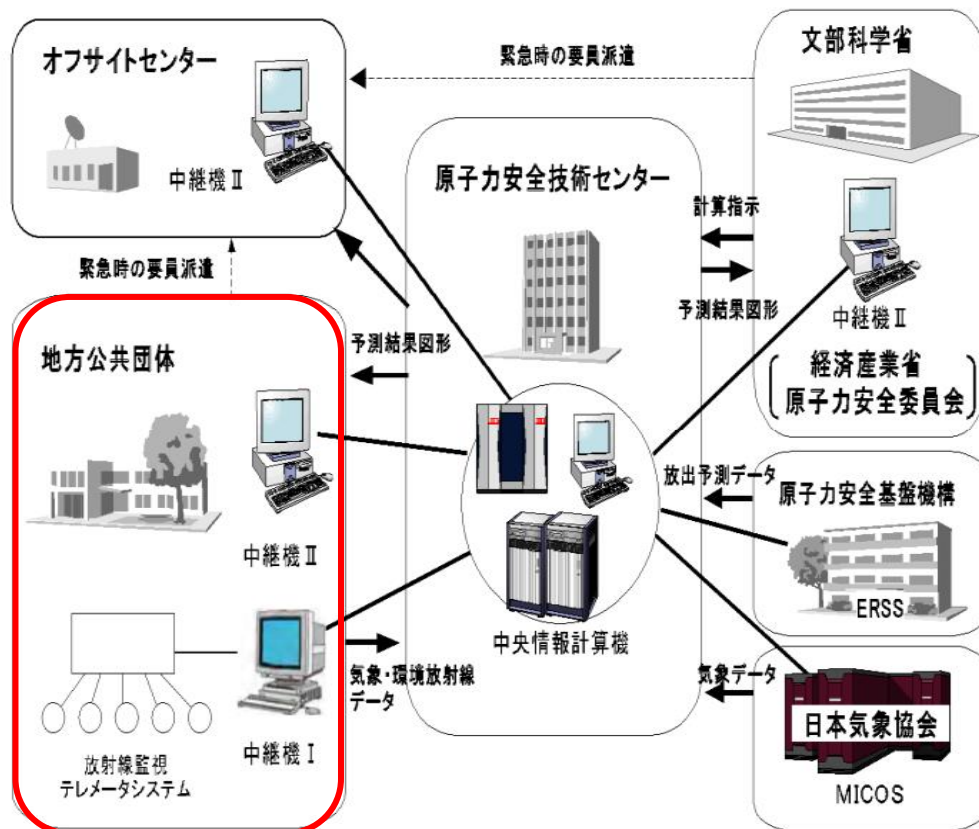 オフサイトセンター
中継機Ⅱ
緊急時の要員派遣
文部科学省
緊急時の要員派遣
原子力安全技術センター
計算指示
予測結果図形
中継機Ⅱ
経済産業省
原子力安全委員会
地方公共団体
予測結果図形
中継機Ⅱ
放射線監視
テレメータシステム
中継機Ⅰ
気象・環境放射線
データ
中央情報計算機
放出予測データ
原子力安全基盤機構
ERSS
気象データ
日本気象協会
MICOS